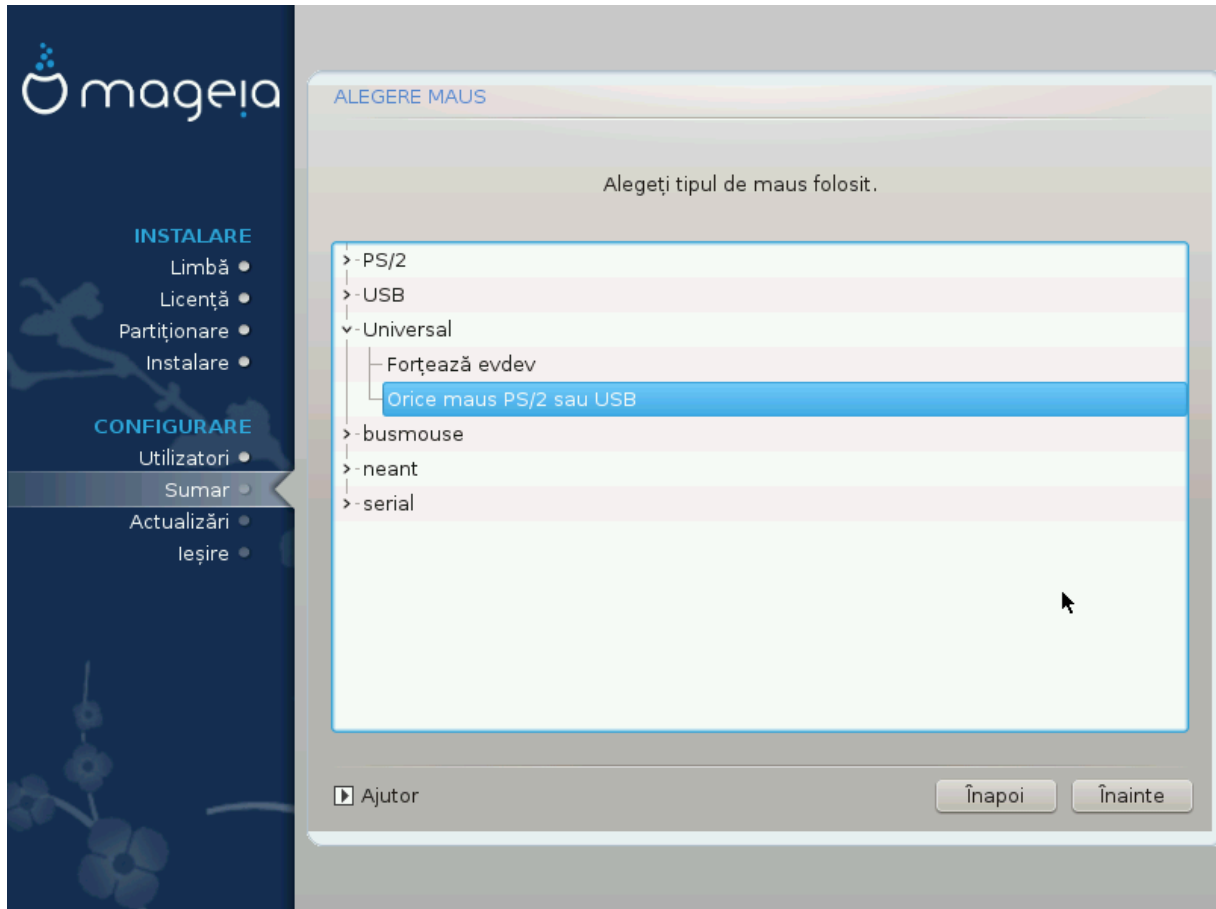 mageia
INSTALARE
Limbă
Licență
Partiționare
Instalare
CONFIGURARE
Utilizatori
Sumar
Actualizări
Ieșire
ALEGERE MAUS
Alegeți tipul de maus folosit.
PS/2
USB
Universal
Forțează evdev
Orice maus PS/2 sau USB
busmouse
neant
serial
Ajutor
Înapoi
Înainte